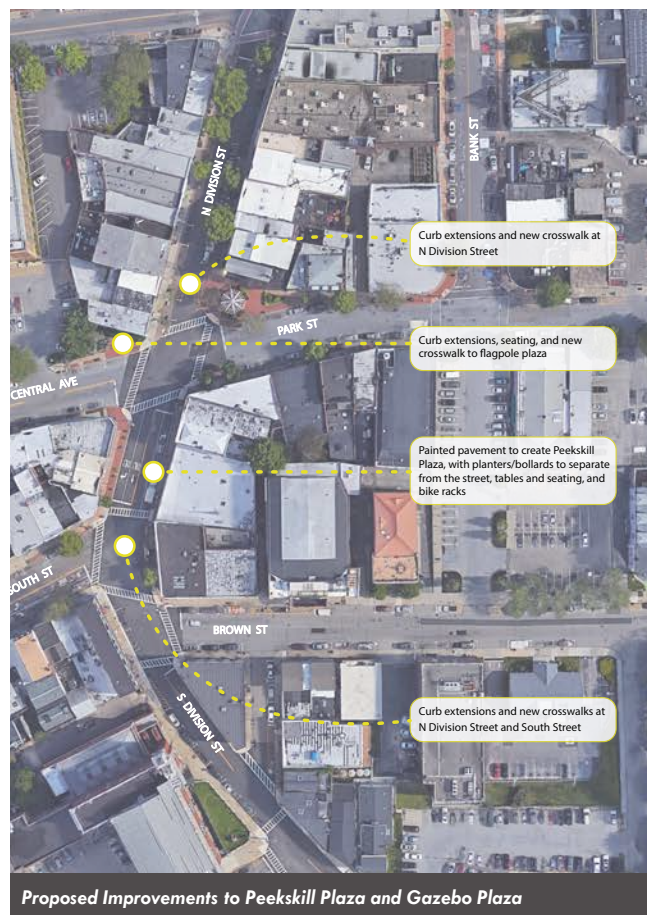 N DIVISION ST
BANK ST
Curb extensions and new crosswalk at
N Division Street
PARK ST
Curb extensions, seating, and new
crosswalk to flagpole plaza
CENTRAL AVE
Painted pavement to create Peekskill
Plaza, with planters/bollards to separate
from the street, tables and seating, and
bike racks
SOUTH ST
BROWN ST
S DIVISION ST
Curb extensions and new crosswalks at
N Division Street and South Street
Proposed Improvements to Peekskill Plaza and Gazebo Plaza